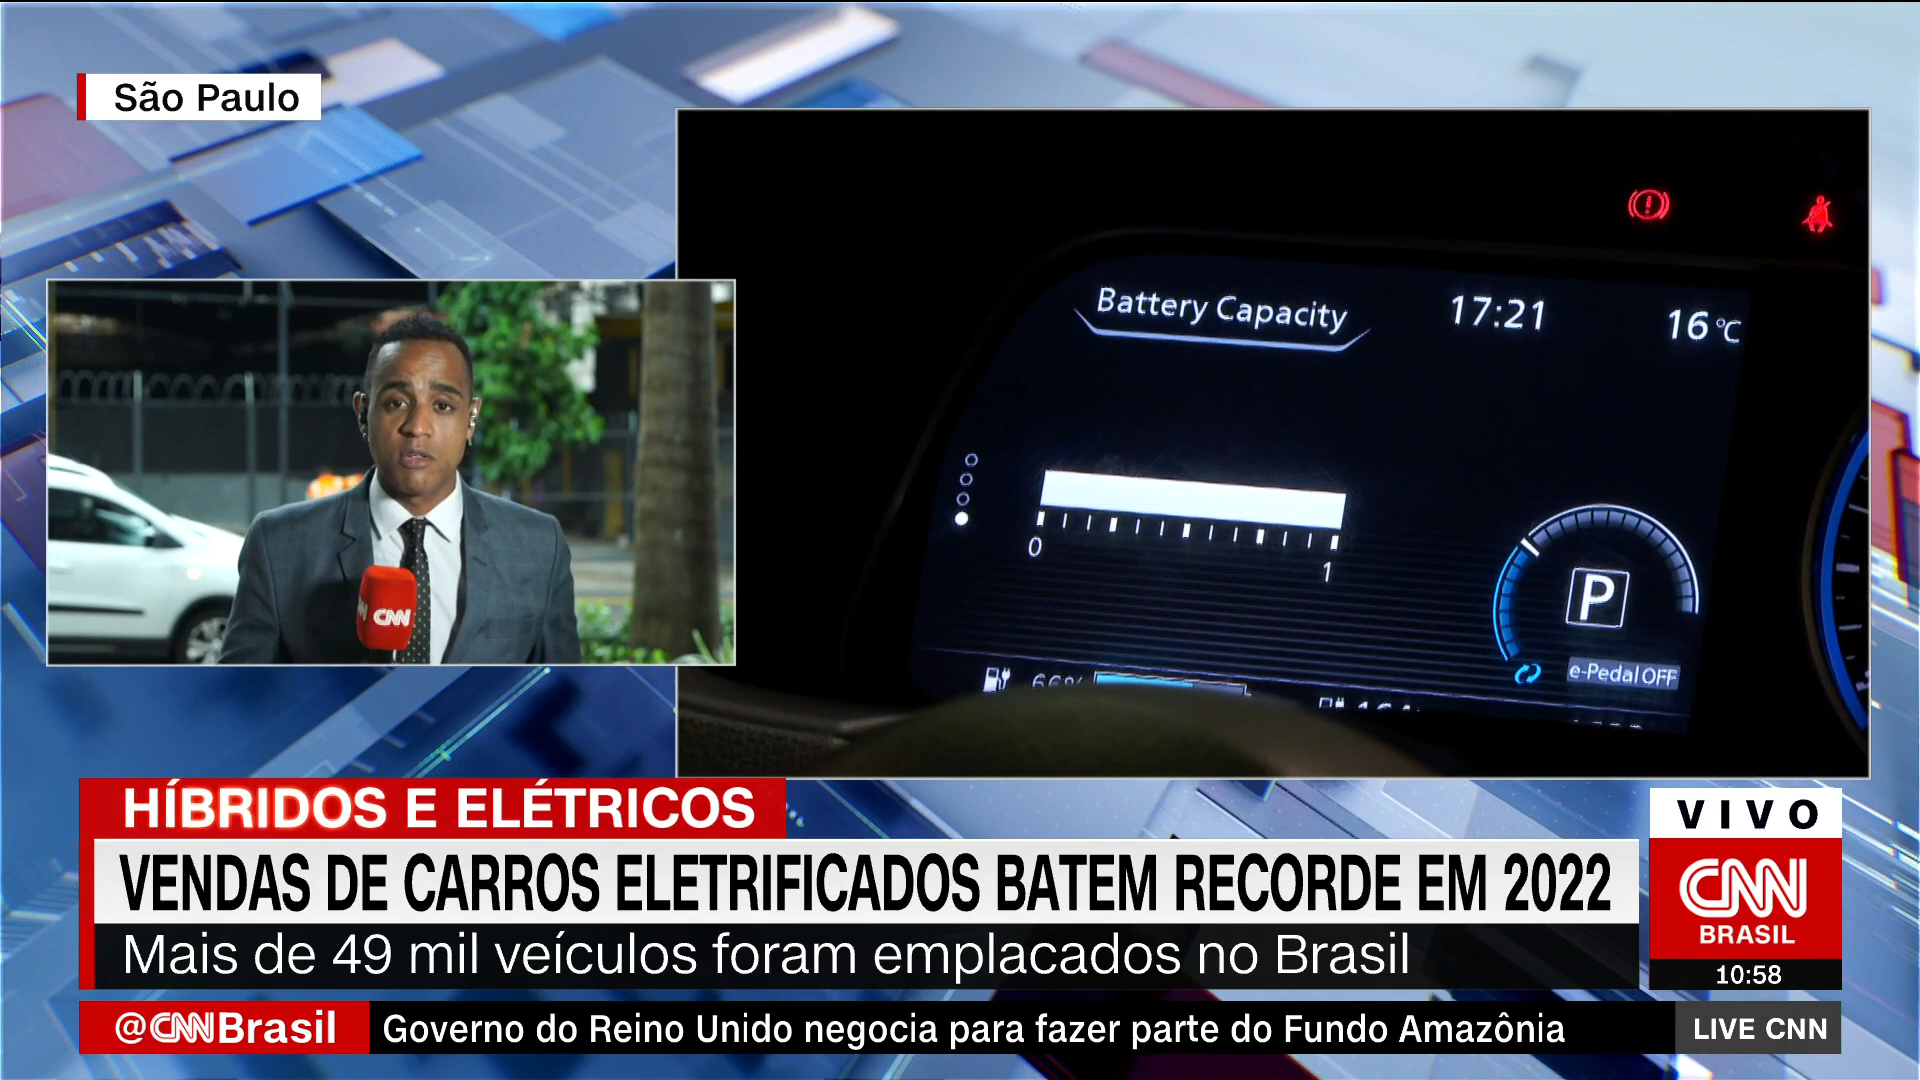 São Paulo
Battery Capacity
17:21
16°C
0
1
P
e-Pedal OFF
66%
CNN
HÍBRIDOS E ELÉTRICOS
VENDAS DE CARROS ELETRIFICADOS BATEM RECORDE EM 2022
Mais de 49 mil veículos foram emplacados no Brasil
VIVO
CNN
BRASIL
10:58
@CNNBrasil
Governo do Reino Unido negocia para fazer parte do Fundo Amazônia
LIVE CNN